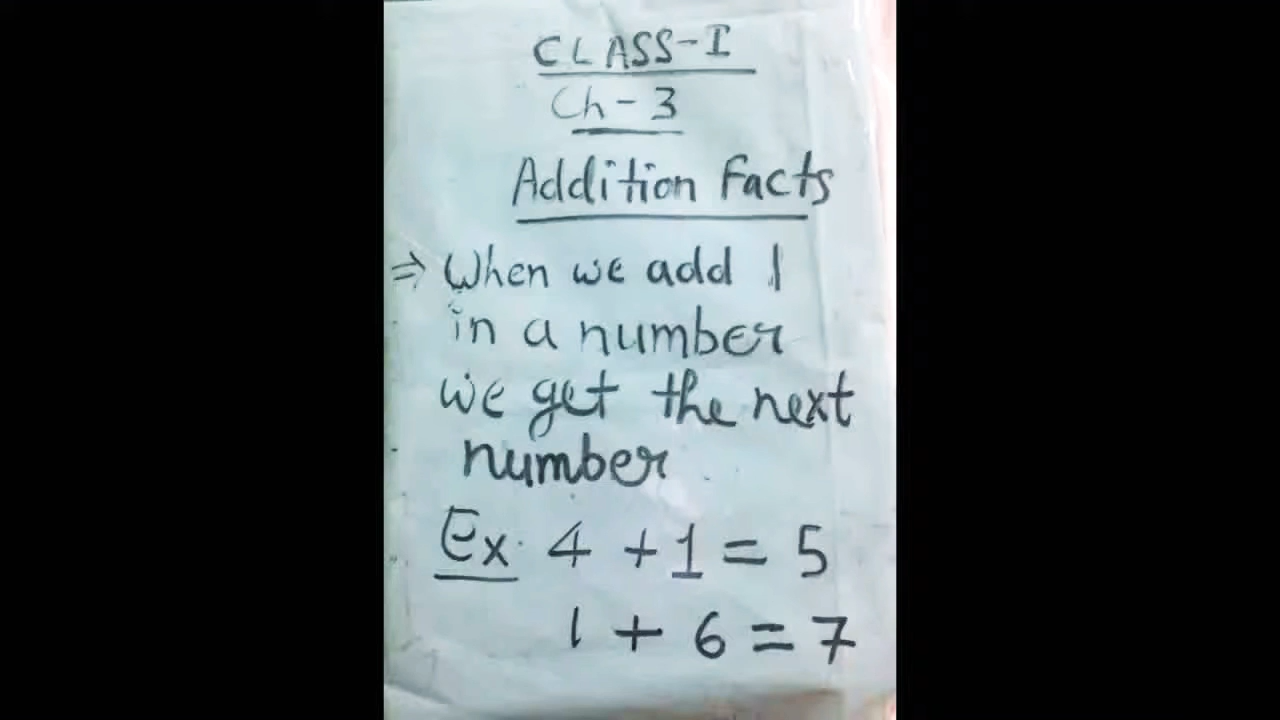 CLASS-I
Ch-3
Addition Facts
⇒ When we add 1
in a number
we get the next
number
Ex. 4 + 1 = 5
1 + 6 = 7